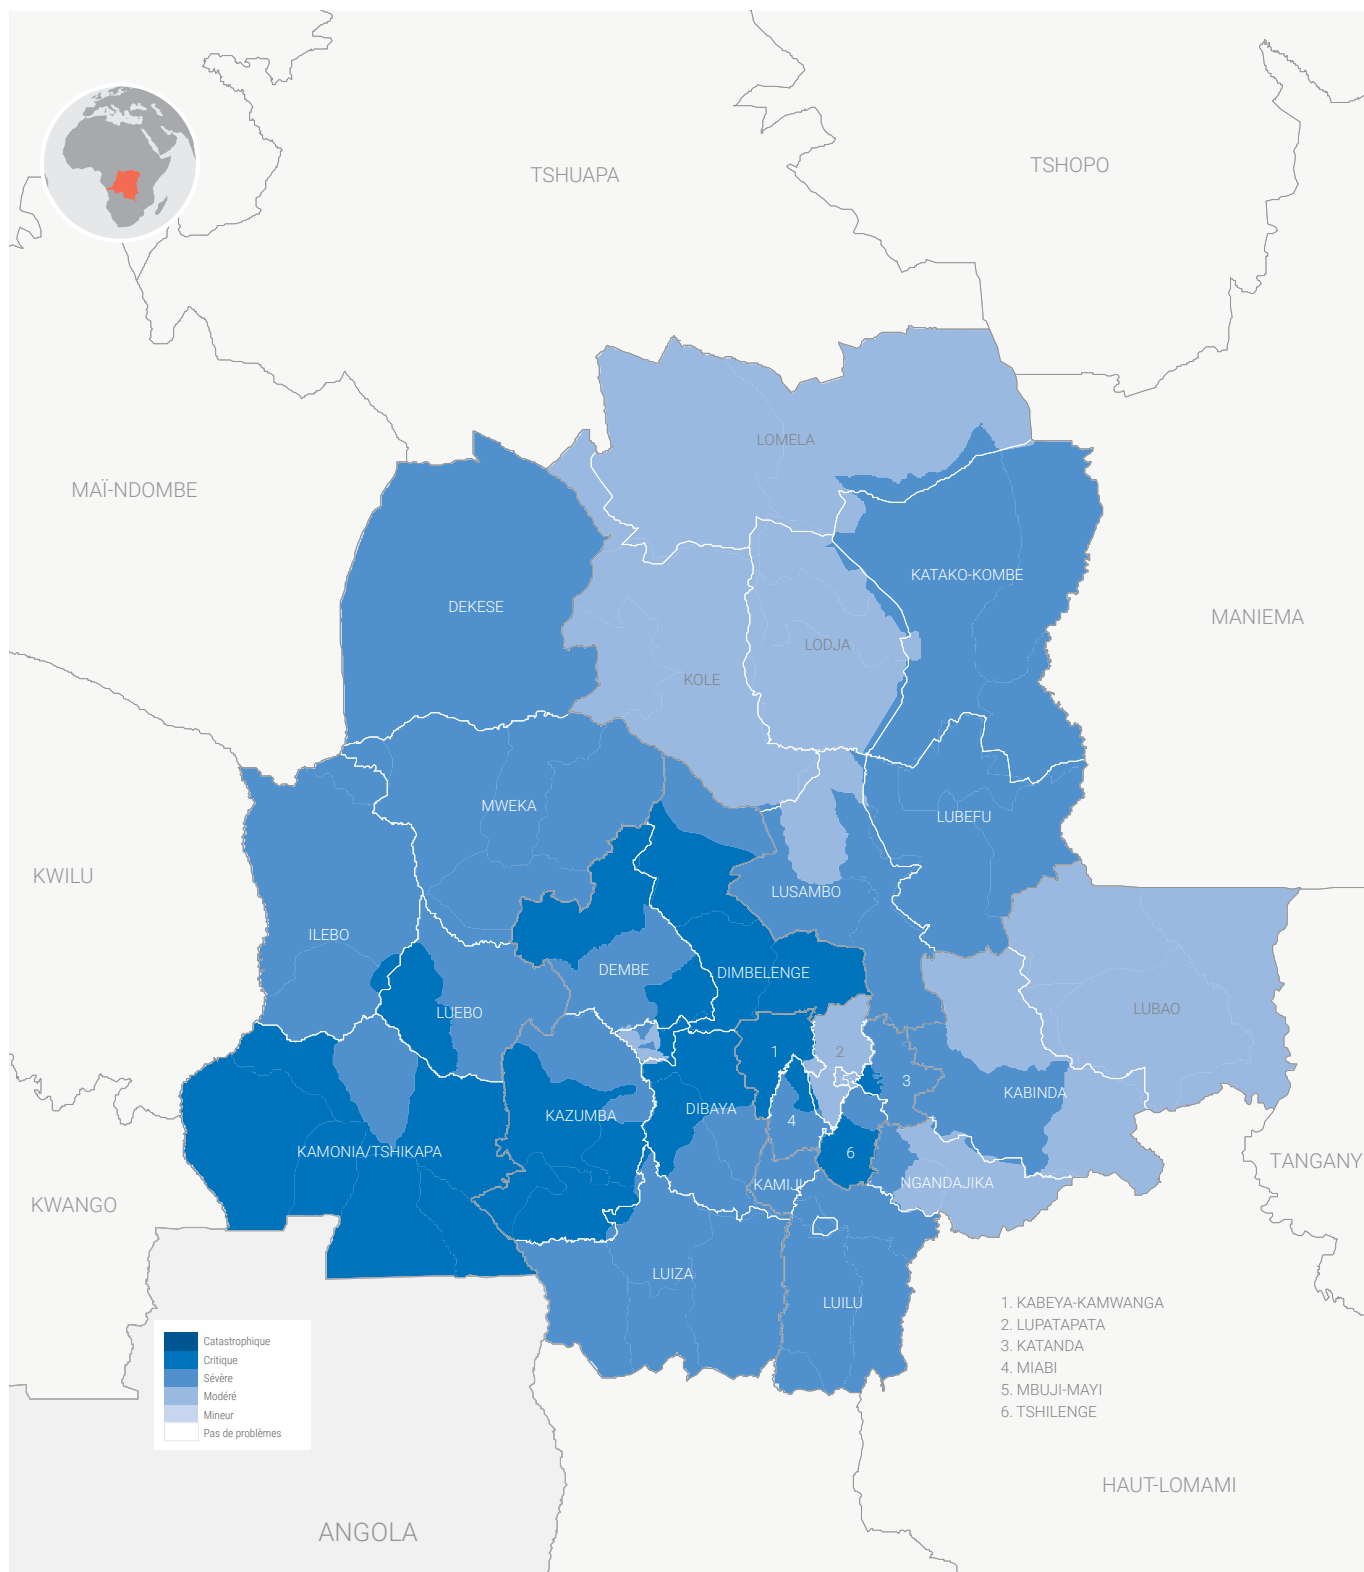 TSHOPO
TSHUAPA
LOMELA
MAÏ-NDOMBE
KATAKO-KOMBE
DEKESE
MANIEMA
LODJA
KOLE
MWEKA
LUBEFU
KWILU
LUSAMBO
ILEBO
DEMBE
DIMBELENGE
LUEBO
LUBAO
1
2
5
3
KABINDA
KAZUMBA
DIBAYA
4
KAMONIA/TSHIKAPA
6
TANGANY
KAMIJI
NGANDAJIKA
KWANGO
LUIZA
LUILU
1. KABEYA-KAMWANGA
2. LUPATAPATA
3. KATANDA
4. MIABI
5. MBUJI-MAYI
6. TSHILENGE
Catastrophique
Critique
Sévère
Modéré
Mineur
Pas de problèmes
HAUT-LOMAMI
ANGOLA